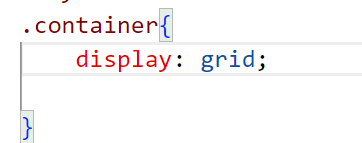 .container{
    display: grid;

}